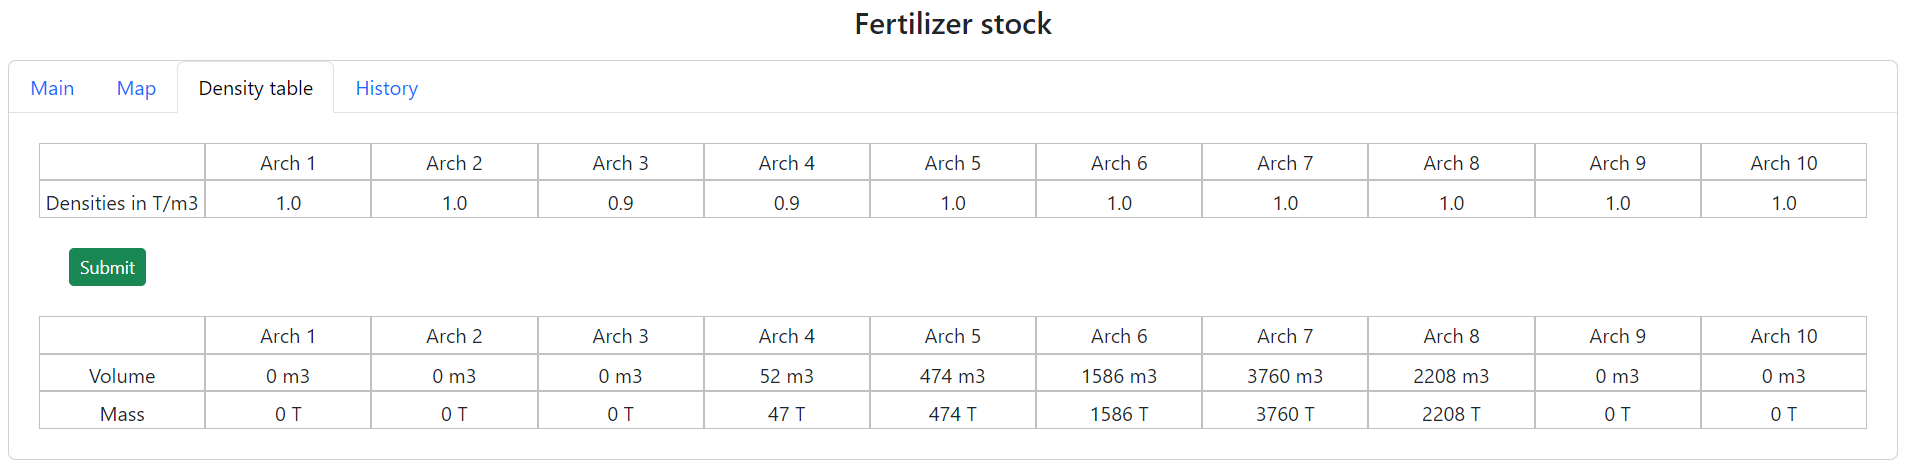 Fertilizer stock
Main Map Density table History
Arch 1 Arch 2 Arch 3 Arch 4 Arch 5 Arch 6 Arch 7 Arch 8 Arch 9 Arch 10
Densities in T/m3 1.0 1.0 0.9 0.9 1.0 1.0 1.0 1.0 1.0 1.0
Submit
Arch 1 Arch 2 Arch 3 Arch 4 Arch 5 Arch 6 Arch 7 Arch 8 Arch 9 Arch 10
Volume 0 m3 0 m3 0 m3 52 m3 474 m3 1586 m3 3760 m3 2208 m3 0 m3 0 m3
Mass 0 T 0 T 0 T 47 T 474 T 1586 T 3760 T 2208 T 0 T 0 T